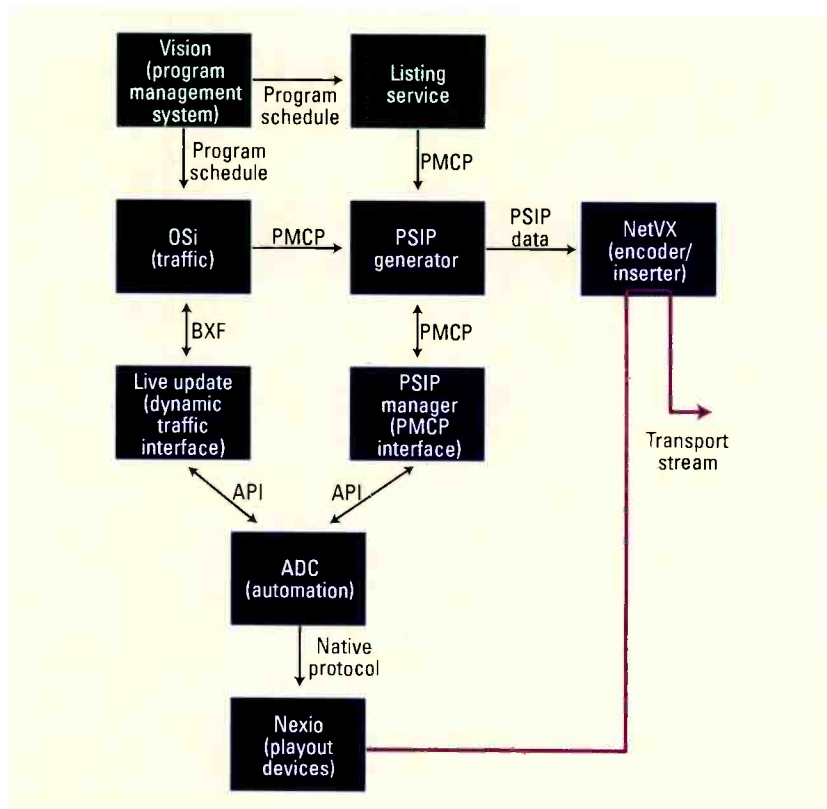 Vision
(program
management
system)
Program
schedule
Listing
service
Program
schedule
PMCP
OSi
(traffic)
PMCP
PSIP
generator
PSIP
data
NetVX
(encoder/
inserter)
BXF
PMCP
Live update
(dynamic
traffic
interface)
PSIP
manager
(PMCP
interface)
Transport
stream
API
API
ADC
(automation)
Native
protocol
Nexio
(playout
devices)